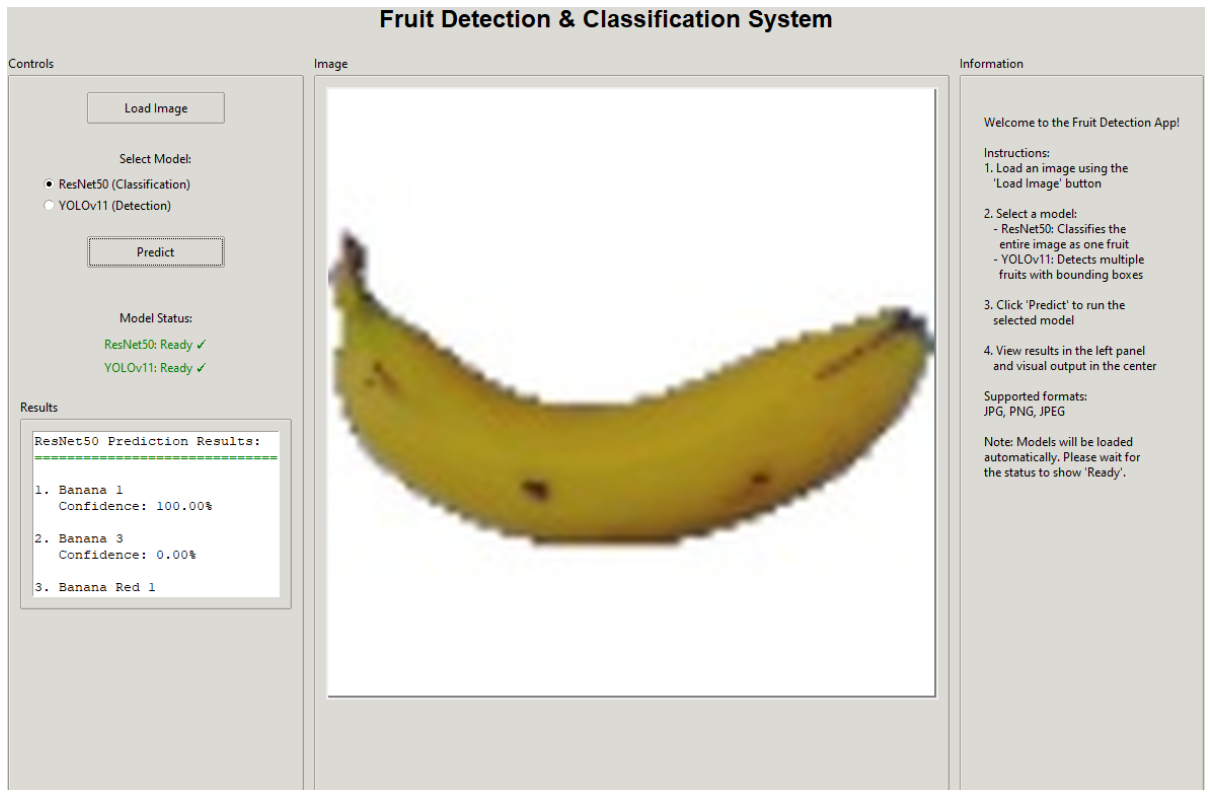 Fruit Detection & Classification System
Controls
Load Image
Select Model:
ResNet50 (Classification)
YOLOv11 (Detection)
Predict
Model Status:
ResNet50: Ready ✓
YOLOv11: Ready ✓
Results
ResNet50 Prediction Results:
==============================
1. Banana 1
Confidence: 100.00%
2. Banana 3
Confidence: 0.00%
3. Banana Red 1
Image
Information
Welcome to the Fruit Detection App!
Instructions:
1. Load an image using the
'Load Image' button
2. Select a model:
- ResNet50: Classifies the
entire image as one fruit
- YOLOv11: Detects multiple
fruits with bounding boxes
3. Click 'Predict' to run the
selected model
4. View results in the left panel
and visual output in the center
Supported formats:
JPG, PNG, JPEG
Note: Models will be loaded
automatically. Please wait for
the status to show 'Ready'.